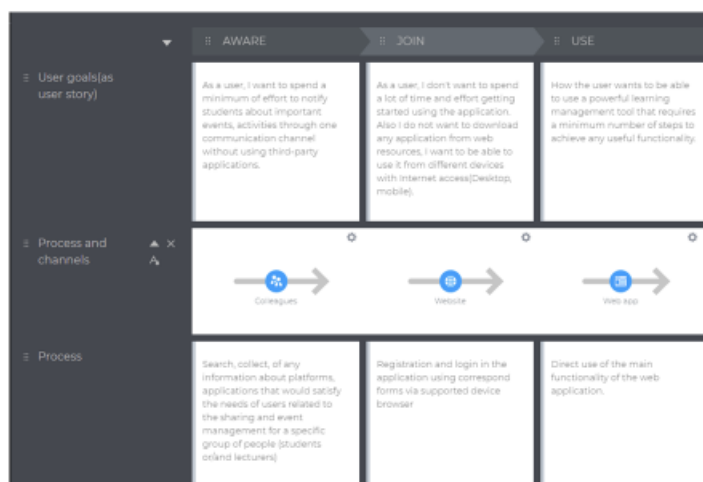 AWARE
JOIN
USE
User goals(as
user story)
As a user, I want to spend a
minimum of effort to notify
students about important
events, activities through one
communication channel
without using third-party
applications.
As a user, I don't want to spend
a lot of time and effort getting
started using the application.
Also I do not want to download
any application from web
resources, I want to be able to
use it from different devices
with Internet access(Desktop,
mobile).
How the user wants to be able
to use a powerful learning
management tool that requires
a minimum number of steps to
achieve any useful functionality.
Process and
channels
Colleagues
Website
Web app
Process
Search, collect, of any
information about platforms,
applications that would satisfy
the needs of users related to
the sharing and event
management for a specific
group of people (students
or/and lecturers)
Registration and login in the
application using correspond
forms via supported device
browser
Direct use of the main
functionality of the web
application.